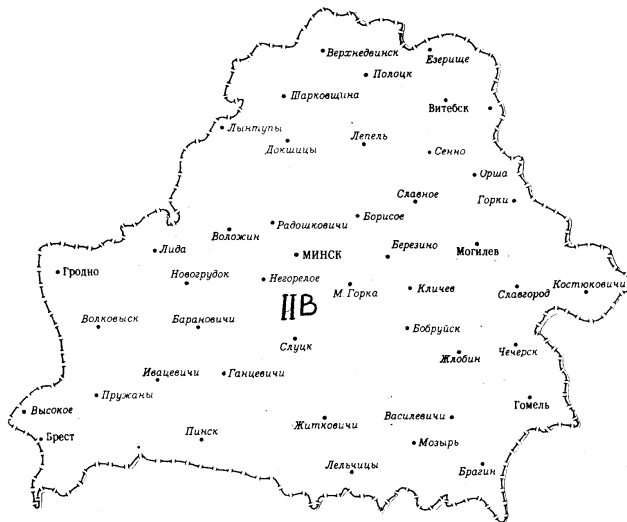 Верхнедвинск
Езерище
Полоцк
Шарковщина
Витебск
Лынтупы
Докшицы
Лепель
Сенно
Орша
Славное
Горки
Борисов
Радошковичи
Воложин
Лида
МИНСК
Березино
Могилев
Гродно
Новогрудок
Негорелое
М. Горка
Кличев
Славгород
Костюковичи
IIВ
Волковыск
Барановичи
Бобруйск
Слуцк
Жлобин
Чечерск
Ивацевичи
Ганцевичи
Пружаны
Высокое
Гомель
Брест
Пинск
Житковичи
Василевичи
Мозырь
Лельчицы
Брагин